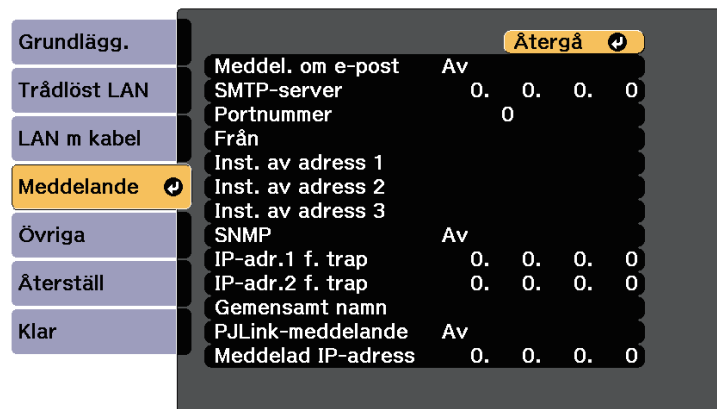 Grundlägg.
Trådlöst LAN
LAN m kabel
Meddelande
Övriga
Återställ
Klar
Återgå
Meddel. om e-post Av
SMTP-server 0. 0. 0. 0
Portnummer 0
Från
Inst. av adress 1
Inst. av adress 2
Inst. av adress 3
SNMP Av
IP-adr.1 f. trap 0. 0. 0. 0
IP-adr.2 f. trap 0. 0. 0. 0
Gemensamt namn
PJLink-meddelande Av
Meddelad IP-adress 0. 0. 0. 0